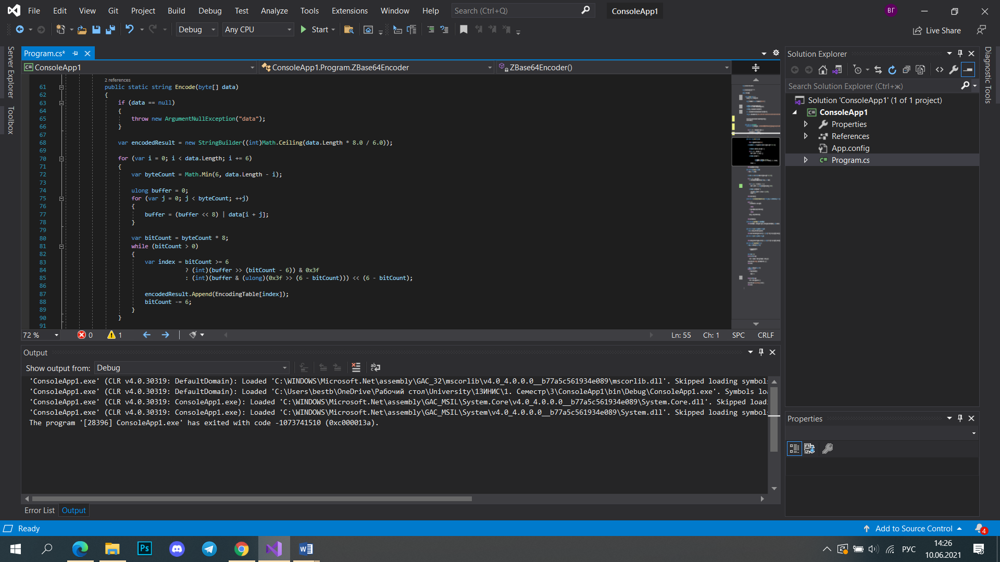 File Edit View Git Project Build Debug Test Analyze Tools Extensions Window Help Search (Ctrl+Q) ConsoleApp1 ВГ
Debug Any CPU Start Live Share
Server Explorer
Toolbox
Program.cs*
ConsoleApp1 ConsoleApp1.Program.ZBase64Encoder ZBase64Encoder()
2 references
61 public static string Encode(byte[] data)
62 {
63 if (data == null)
64 {
65 throw new ArgumentNullException("data");
66 }
67
68 var encodedResult = new StringBuilder((int)Math.Ceiling(data.Length * 8.0 / 6.0));
69
70 for (var i = 0; i < data.Length; i += 6)
71 {
72 var byteCount = Math.Min(6, data.Length - i);
73
74 ulong buffer = 0;
75 for (var j = 0; j < byteCount; ++j)
76 {
77 buffer = (buffer << 8) | data[i + j];
78 }
79
80 var bitCount = byteCount * 8;
81 while (bitCount > 0)
82 {
83 var index = bitCount >= 6
84 ? (int)(buffer >> (bitCount - 6)) & 0x3f
85 : (int)(buffer & (ulong)(0x3f >> (6 - bitCount))) << (6 - bitCount);
86
87 encodedResult.Append(EncodingTable[index]);
88 bitCount -= 6;
89 }
90 }
91
72 % 0 1 Ln: 55 Ch: 1 SPC CRLF
Output
Show output from: Debug
'ConsoleApp1.exe' (CLR v4.0.30319: DefaultDomain): Loaded 'C:\WINDOWS\Microsoft.Net\assembly\GAC_32\mscorlib\v4.0_4.0.0.0__b77a5c561934e089\mscorlib.dll'. Skipped loading symbols
'ConsoleApp1.exe' (CLR v4.0.30319: DefaultDomain): Loaded 'C:\Users\bestb\OneDrive\Рабочий стол\University\1ЗИНИС\1. Семестр\3\ConsoleApp1\bin\Debug\ConsoleApp1.exe'. Symbols loa
'ConsoleApp1.exe' (CLR v4.0.30319: ConsoleApp1.exe): Loaded 'C:\WINDOWS\Microsoft.Net\assembly\GAC_MSIL\System.Core\v4.0_4.0.0.0__b77a5c561934e089\System.Core.dll'. Skipped loadi
'ConsoleApp1.exe' (CLR v4.0.30319: ConsoleApp1.exe): Loaded 'C:\WINDOWS\Microsoft.Net\assembly\GAC_MSIL\System\v4.0_4.0.0.0__b77a5c561934e089\System.dll'. Skipped loading symbols
The program '[28396] ConsoleApp1.exe' has exited with code -1073741510 (0xc000013a).
Error List Output
Solution Explorer
Search Solution Explorer (Ctrl+ж)
Solution 'ConsoleApp1' (1 of 1 project)
ConsoleApp1
Properties
References
App.config
Program.cs
Properties
Diagnostic Tools
Ready Add to Source Control 4
РУС 14:26
10.06.2021